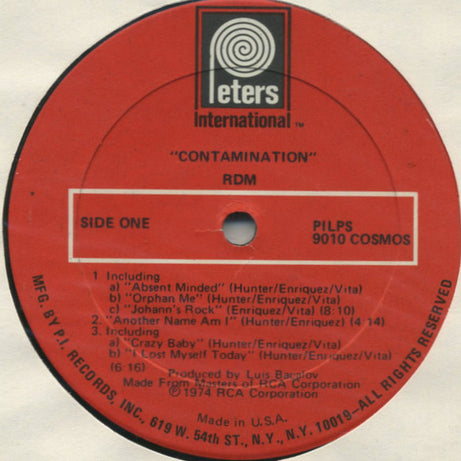 Peters
International™
"CONTAMINATION"
RDM
SIDE ONE
PILPS
9010 COSMOS
1 Including
a) "Absent Minded" (Hunter/Enriquez/Vita)
b) "Orphan Me" (Hunter/Enriquez/Vita)
c) "Johann's Rock" (Enriquez/Vita) (8:10)
2. "Another Name Am I" (Hunter/Enriquez) (4:14)
3. Including
a) "Crazy Baby" (Hunter/Enriquez/Vita)
b) "I Lost Myself Today" (Hunter/Enriquez/Vita)
(6:16)
Produced by Luis Bacalov
Made From Masters of RCA Corporation
℗ 1974 RCA Corporation
Made in U.S.A.
MFG. BY P.I. RECORDS, INC., 619 W. 54th ST., N.Y., N.Y. 10019—ALL RIGHTS RESERVED